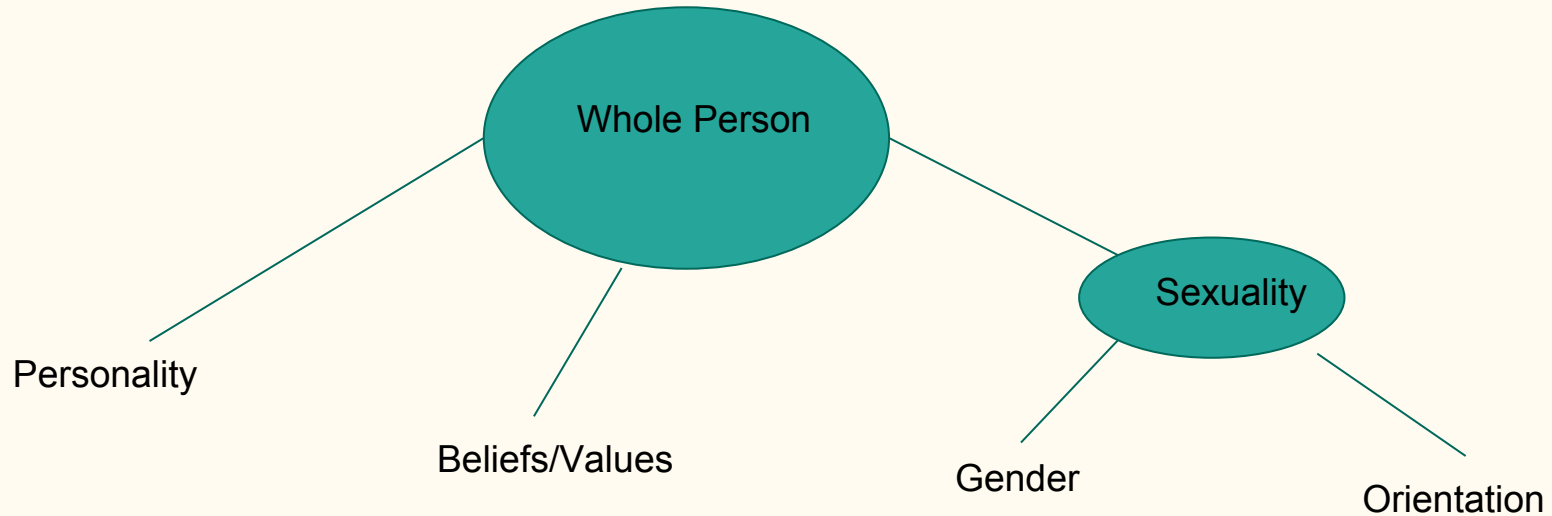 Whole Person
Sexuality
Personality
Beliefs/Values
Gender
Orientation